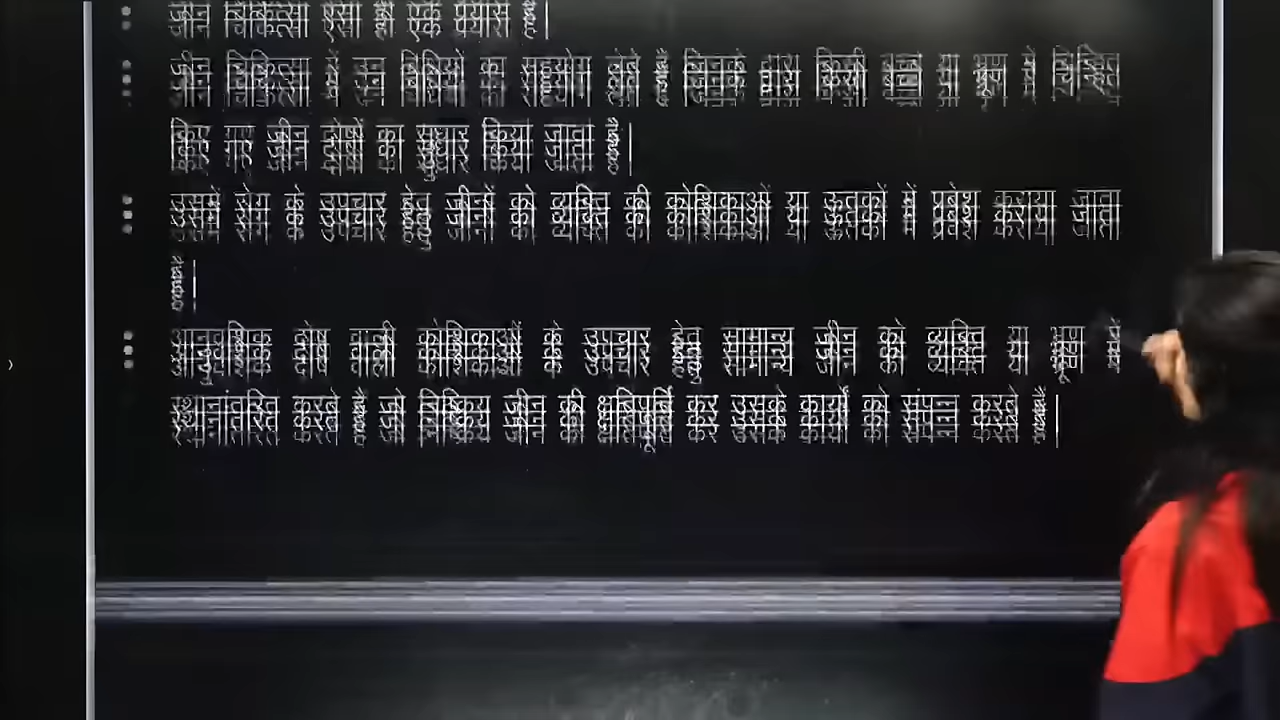 जीन चिकित्सा ऐसा ही एक प्रयास है।
जीन चिकित्सा में उन विधियों का सहयोग लेते हैं जिनके द्वारा किसी बच्चे या भ्रूण में चिन्हित
किए गए जीन दोषों का सुधार किया जाता है।
इसमें रोग के उपचार हेतु जीनों को व्यक्ति की कोशिकाओं या ऊतकों में प्रवेश कराया जाता
है।
आनुवंशिक दोष वाली कोशिकाओं के उपचार हेतु सामान्य जीन को व्यक्ति या भ्रूण में
स्थानांतरित करते हैं जो निष्क्रिय जीन की क्षतिपूर्ति कर उसके कार्यों को संपन्न करते हैं।